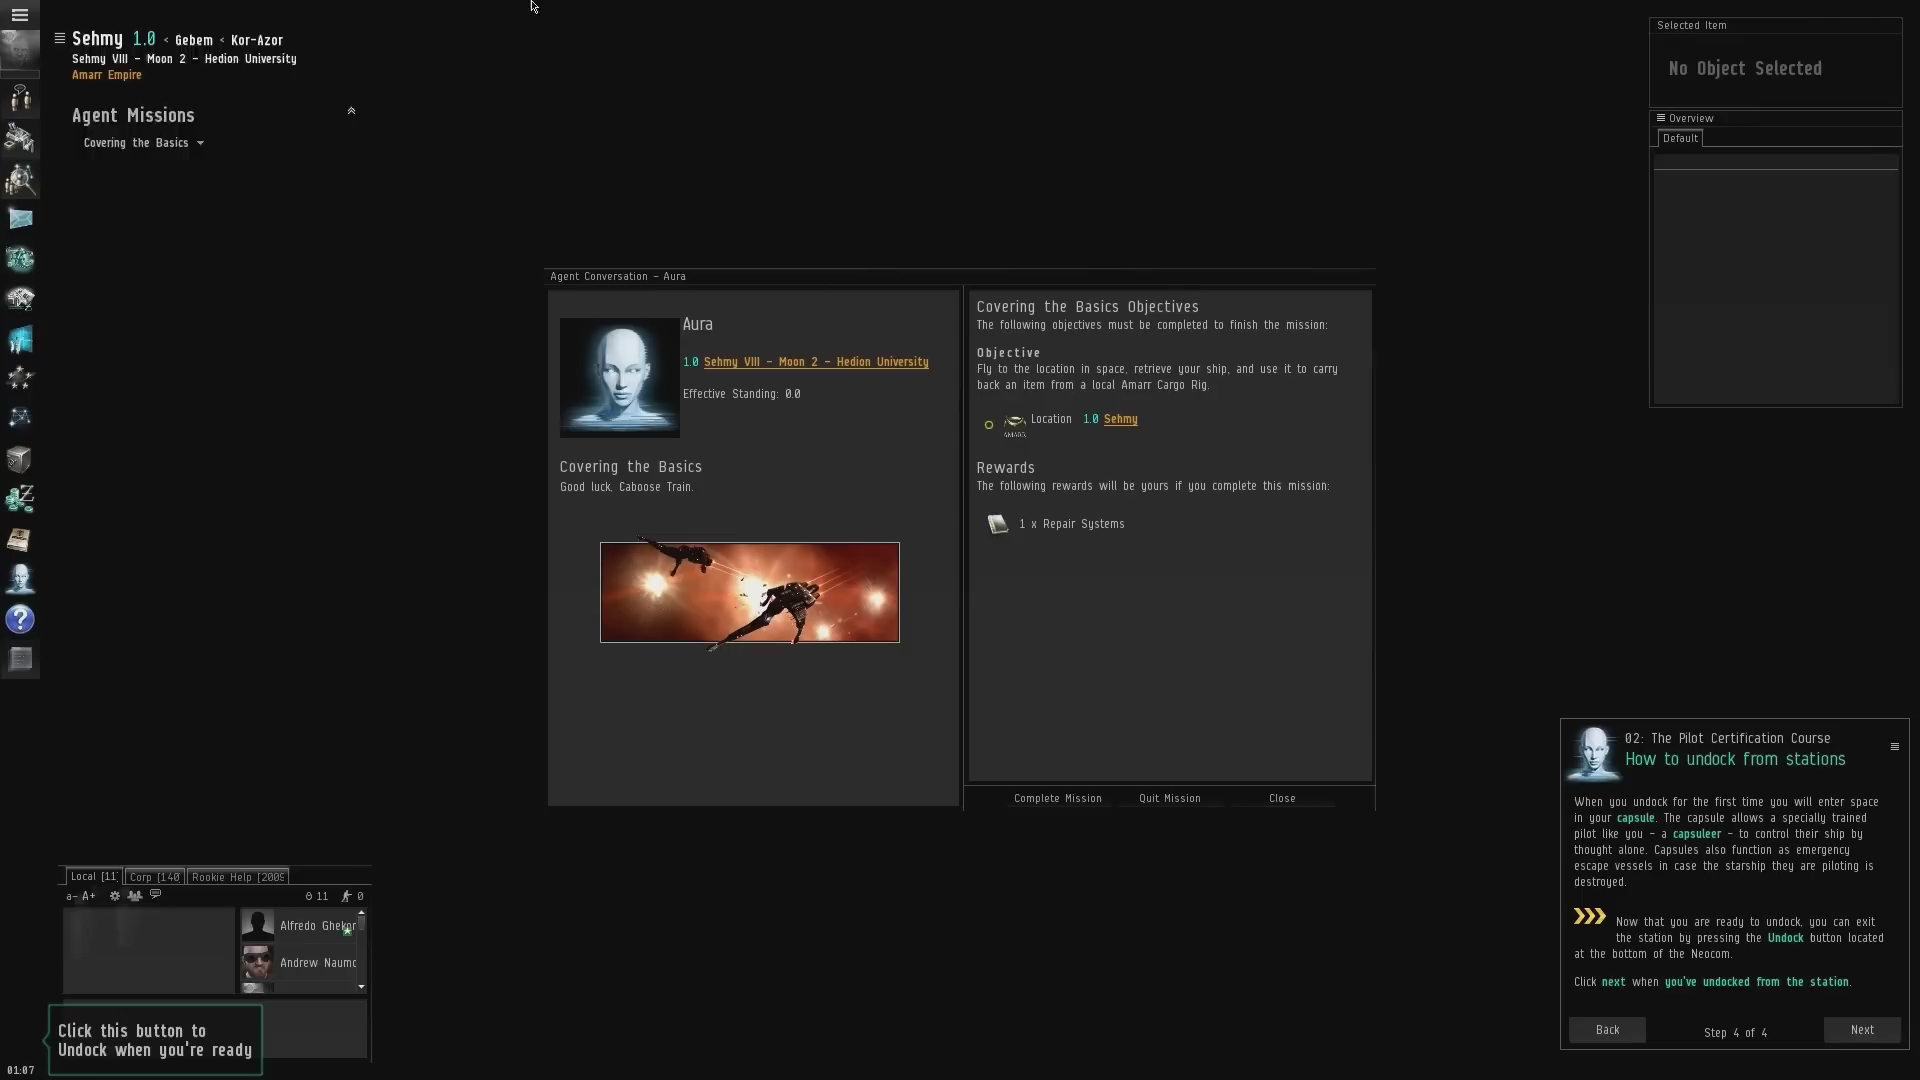 Sehmy 1.0 < Gebem < Kor-Azor
Sehmy VIII - Moon 2 - Hedion University
Amarr Empire
Agent Missions
Covering the Basics
Selected Item
No Object Selected
Overview
Default
Agent Conversation - Aura
Aura
1.0 Sehmy VIII - Moon 2 - Hedion University
Effective Standing: 0.0
Covering the Basics
Good luck, Caboose Train.
Covering the Basics Objectives
The following objectives must be completed to finish the mission:
Objective
Fly to the location in space, retrieve your ship, and use it to carry
back an item from a local Amarr Cargo Rig.
AMARR
Location 1.0 Sehmy
Rewards
The following rewards will be yours if you complete this mission:
1 x Repair Systems
Complete Mission Quit Mission Close
02: The Pilot Certification Course
How to undock from stations
When you undock for the first time you will enter space
in your capsule. The capsule allows a specially trained
pilot like you - a capsuleer - to control their ship by
thought alone. Capsules also function as emergency
escape vessels in case the starship they are piloting is
destroyed.
Now that you are ready to undock, you can exit
the station by pressing the Undock button located
at the bottom of the Neocom.
Click next when you've undocked from the station.
Back Step 4 of 4 Next
Local [11] Corp [140] Rookie Help [2009
a- A+ 11 0
Alfredo Ghekor
Andrew Naumo
Click this button to
Undock when you're ready
01:07